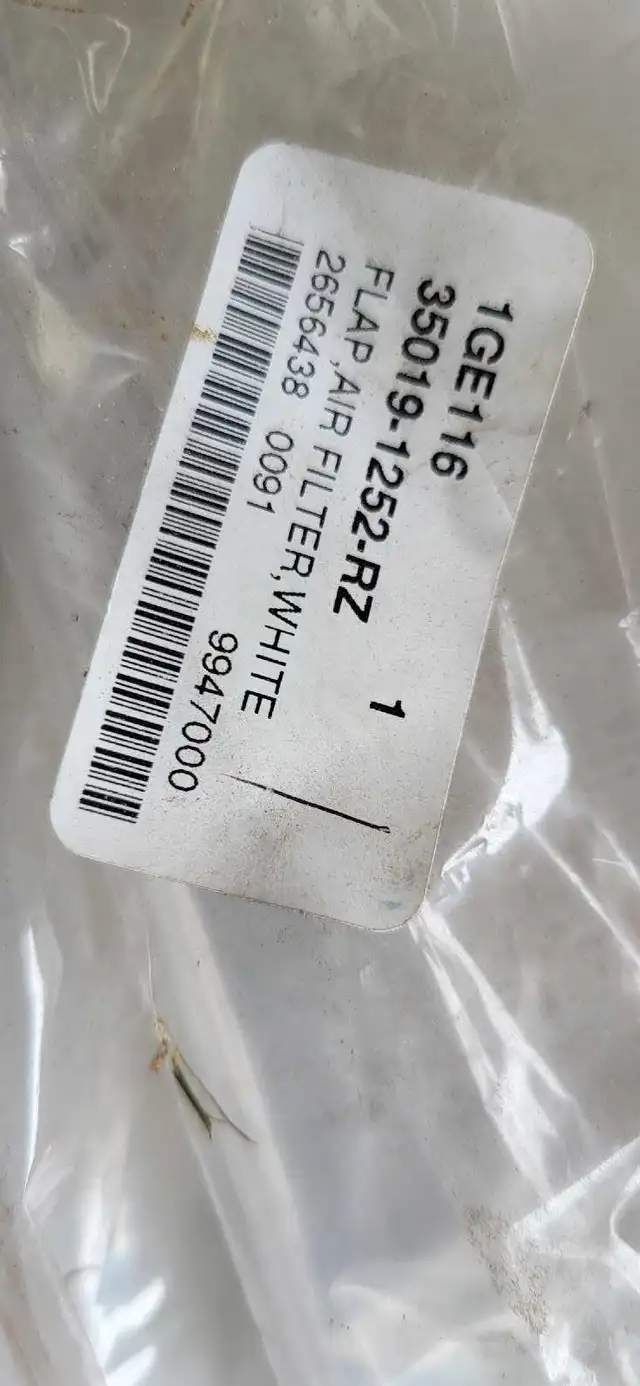 1GE116
35019-1252-RZ 1
FLAP,AIR FILTER,WHITE
2656438 0091 9947000